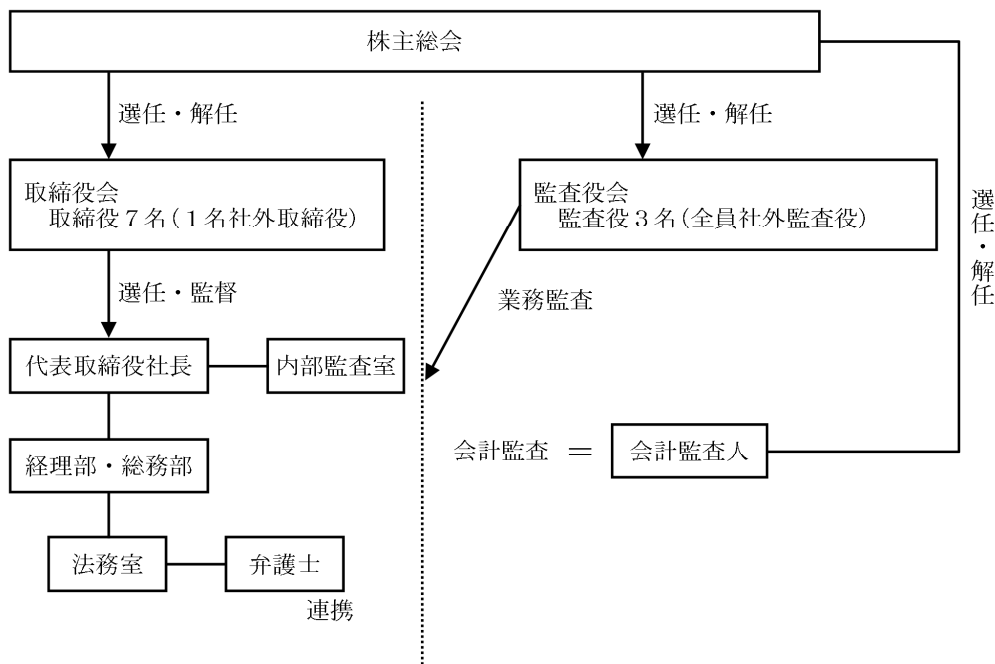 株主総会
選任・解任
選任・解任
取締役会
取締役７名(１名社外取締役)
監査役会
監査役３名(全員社外監査役)
選任・解任
選任・監督
業務監査
代表取締役社長
内部監査室
経理部・総務部
会計監査 ＝ 会計監査人
法務室
弁護士
連携